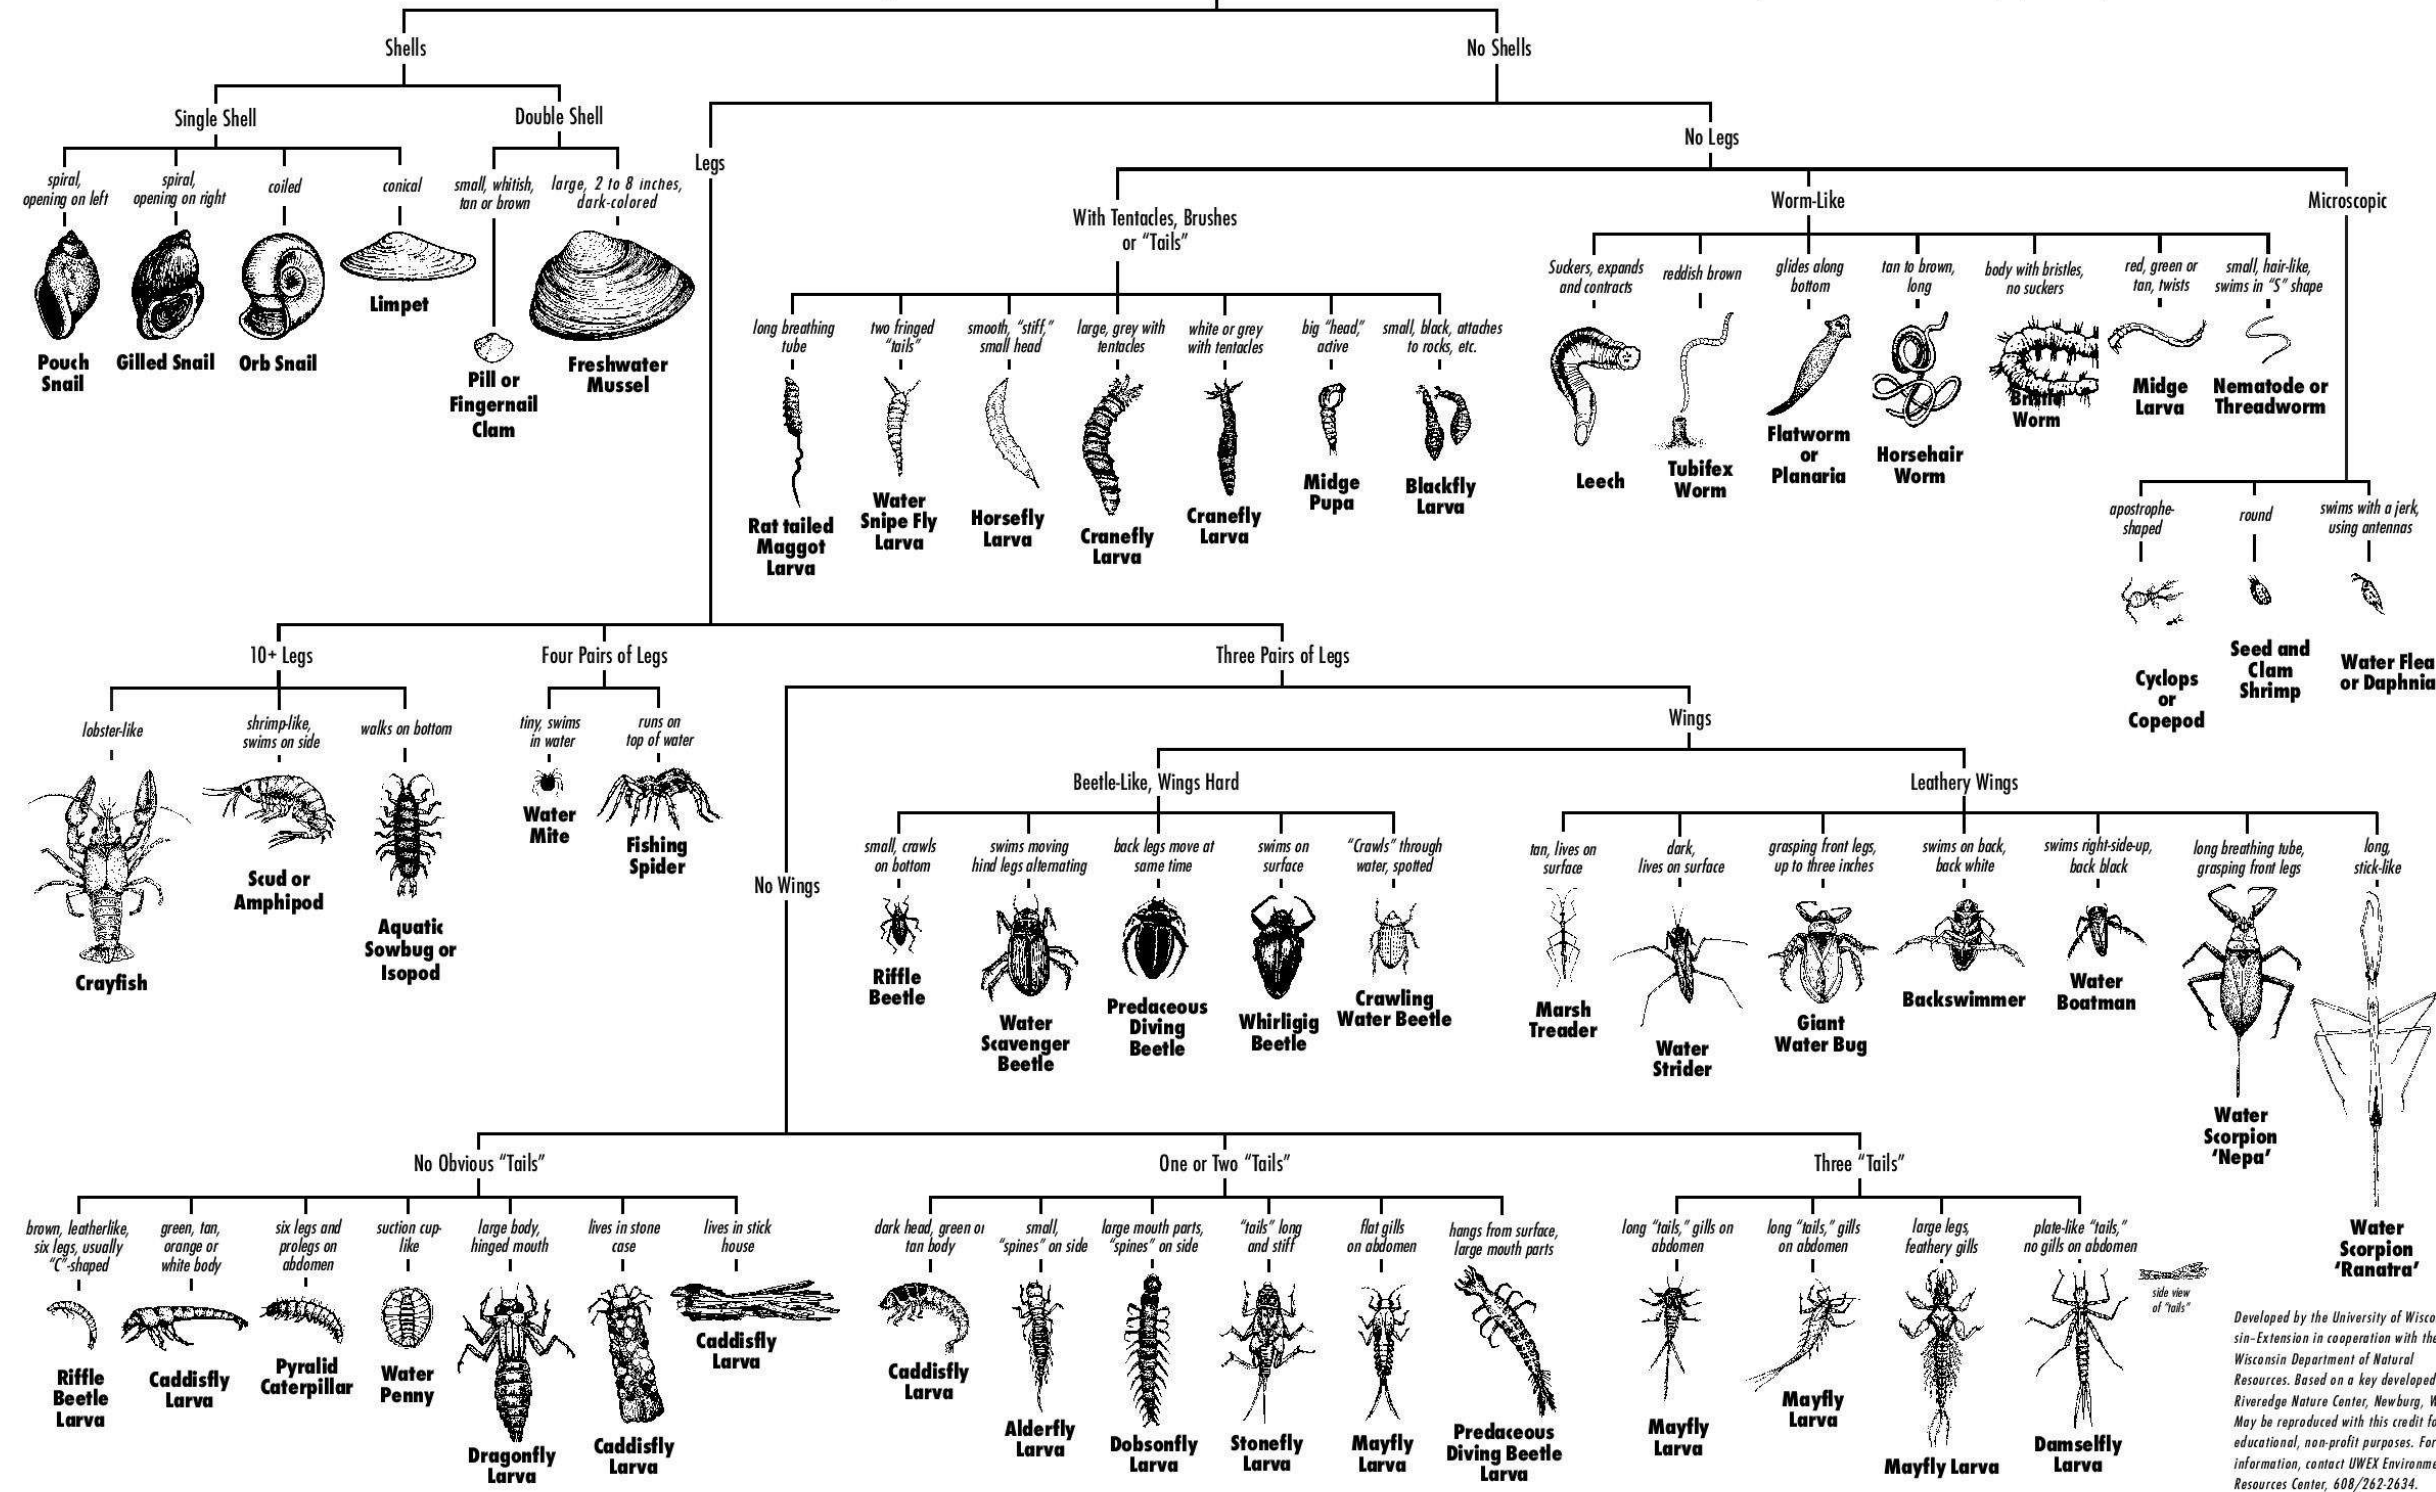 Shells
No Shells
Single Shell
Double Shell
Legs
No Legs
spiral,
opening on left
spiral,
opening on right
coiled
conical
small, whitish,
tan or brown
large, 2 to 8 inches,
dark-colored
Pouch
Snail
Gilled Snail
Orb Snail
Limpet
Pill or
Fingernail
Clam
Freshwater
Mussel
With Tentacles, Brushes
or “Tails”
Worm-Like
Microscopic
long breathing
tube
two fringed
“tails”
smooth, “stiff,”
small head
large, grey with
tentacles
white or grey
with tentacles
big “head,”
active
small, black, attaches
to rocks, etc.
Rat tailed
Maggot
Larva
Water
Snipe Fly
Larva
Horsefly
Larva
Cranefly
Larva
Cranefly
Larva
Midge
Pupa
Blackfly
Larva
Suckers, expands
and contracts
reddish brown
glides along
bottom
tan to brown,
long
body with bristles,
no suckers
red, green or
tan, twists
small, hair-like,
swims in “S” shape
Leech
Tubifex
Worm
Flatworm
or
Planaria
Horsehair
Worm
Bristle
Worm
Midge
Larva
Nematode or
Threadworm
apostrophe-
shaped
round
swims with a jerk,
using antennas
Cyclops
or
Copepod
Seed and
Clam
Shrimp
Water Flea
or Daphnia
10+ Legs
Four Pairs of Legs
Three Pairs of Legs
lobster-like
shrimp-like,
swims on side
walks on bottom
tiny, swims
in water
runs on
top of water
Crayfish
Scud or
Amphipod
Aquatic
Sowbug or
Isopod
Water
Mite
Fishing
Spider
No Wings
Wings
Beetle-Like, Wings Hard
Leathery Wings
small, crawls
on bottom
swims moving
hind legs alternating
back legs move at
same time
swims on
surface
“Crawls” through
water, spotted
Riffle
Beetle
Water
Scavenger
Beetle
Predaceous
Diving
Beetle
Whirligig
Beetle
Crawling
Water Beetle
tan, lives on
surface
dark,
lives on surface
grasping front legs,
up to three inches
swims on back,
back white
swims right-side-up,
back black
long breathing tube,
grasping front legs
long,
stick-like
Marsh
Treader
Water
Strider
Giant
Water Bug
Backswimmer
Water
Boatman
Water
Scorpion
‘Nepa’
Water
Scorpion
‘Ranatra’
No Obvious “Tails”
One or Two “Tails”
Three “Tails”
brown, leatherlike,
six legs, usually
“C”-shaped
green, tan,
orange or
white body
six legs and
prolegs on
abdomen
suction cup-
like
large body,
hinged mouth
lives in stone
case
lives in stick
house
Riffle
Beetle
Larva
Caddisfly
Larva
Pyralid
Caterpillar
Water
Penny
Dragonfly
Larva
Caddisfly
Larva
Caddisfly
Larva
dark head, green or
tan body
small,
“spines” on side
large mouth parts,
“spines” on side
“tails” long
and stiff
flat gills
on abdomen
hangs from surface,
large mouth parts
Caddisfly
Larva
Alderfly
Larva
Dobsonfly
Larva
Stonefly
Larva
Mayfly
Larva
Predaceous
Diving Beetle
Larva
long “tails,” gills on
abdomen
long “tails,” gills
on abdomen
large legs,
feathery gills
plate-like “tails,”
no gills on abdomen
side view
of “tails”
Mayfly
Larva
Mayfly
Larva
Mayfly Larva
Damselfly
Larva
Developed by the University of Wisco
sin-Extension in cooperation with the
Wisconsin Department of Natural
Resources. Based on a key developed
Riveredge Nature Center, Newburg, W
May be reproduced with this credit fo
educational, non-profit purposes. For
information, contact UWEX Environme
Resources Center, 608/262-2634.